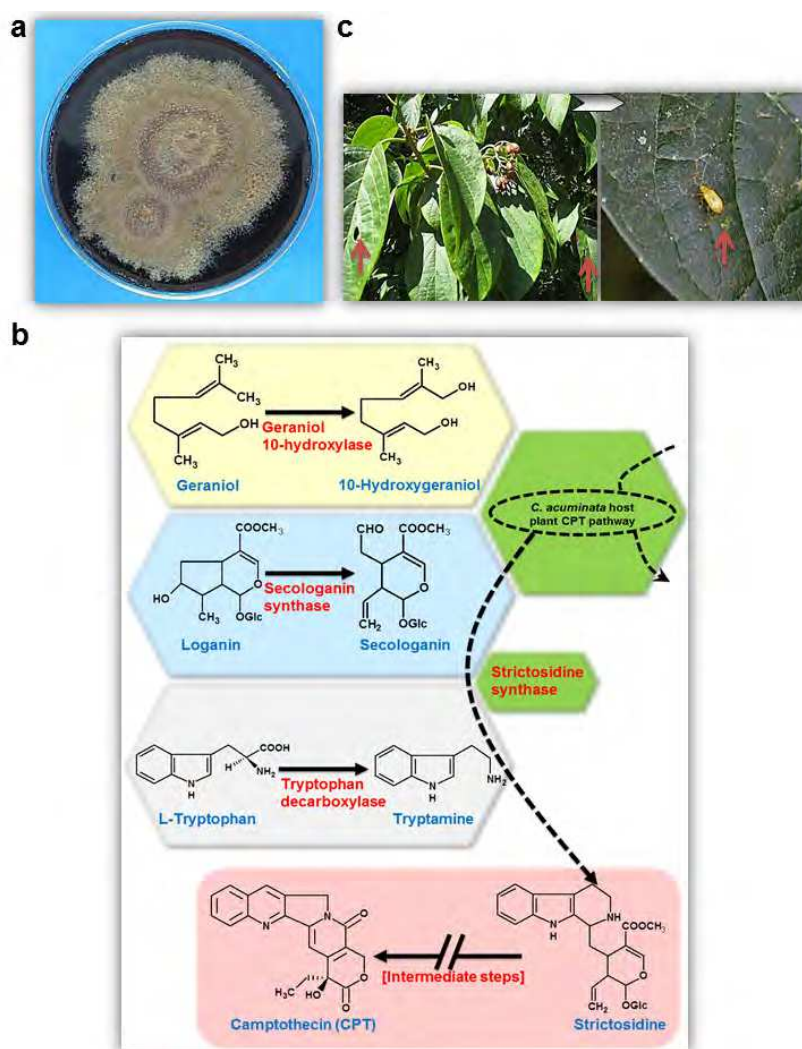 a
c
b
CH₃
CH₃
OH
CH₃
Geraniol
Geraniol
10-hydroxylase
CH₃
OH
OH
CH₃
10-Hydroxygeraniol
C. acuminata host
plant CPT pathway
COOCH₃
HO
O
CH₃
OGlc
Loganin
Secologanin
synthase
CHO
COOCH₃
O
CH₂
OGlc
Secologanin
Strictosidine
synthase
COOH
H
NH₂
N
H
L-Tryptophan
Tryptophan
decarboxylase
NH₂
N
H
Tryptamine
N
O
N
O
H₃C
HO
O
Camptothecin (CPT)
[Intermediate steps]
NH
N
H
COOCH₃
O
CH₂
OGlc
Strictosidine